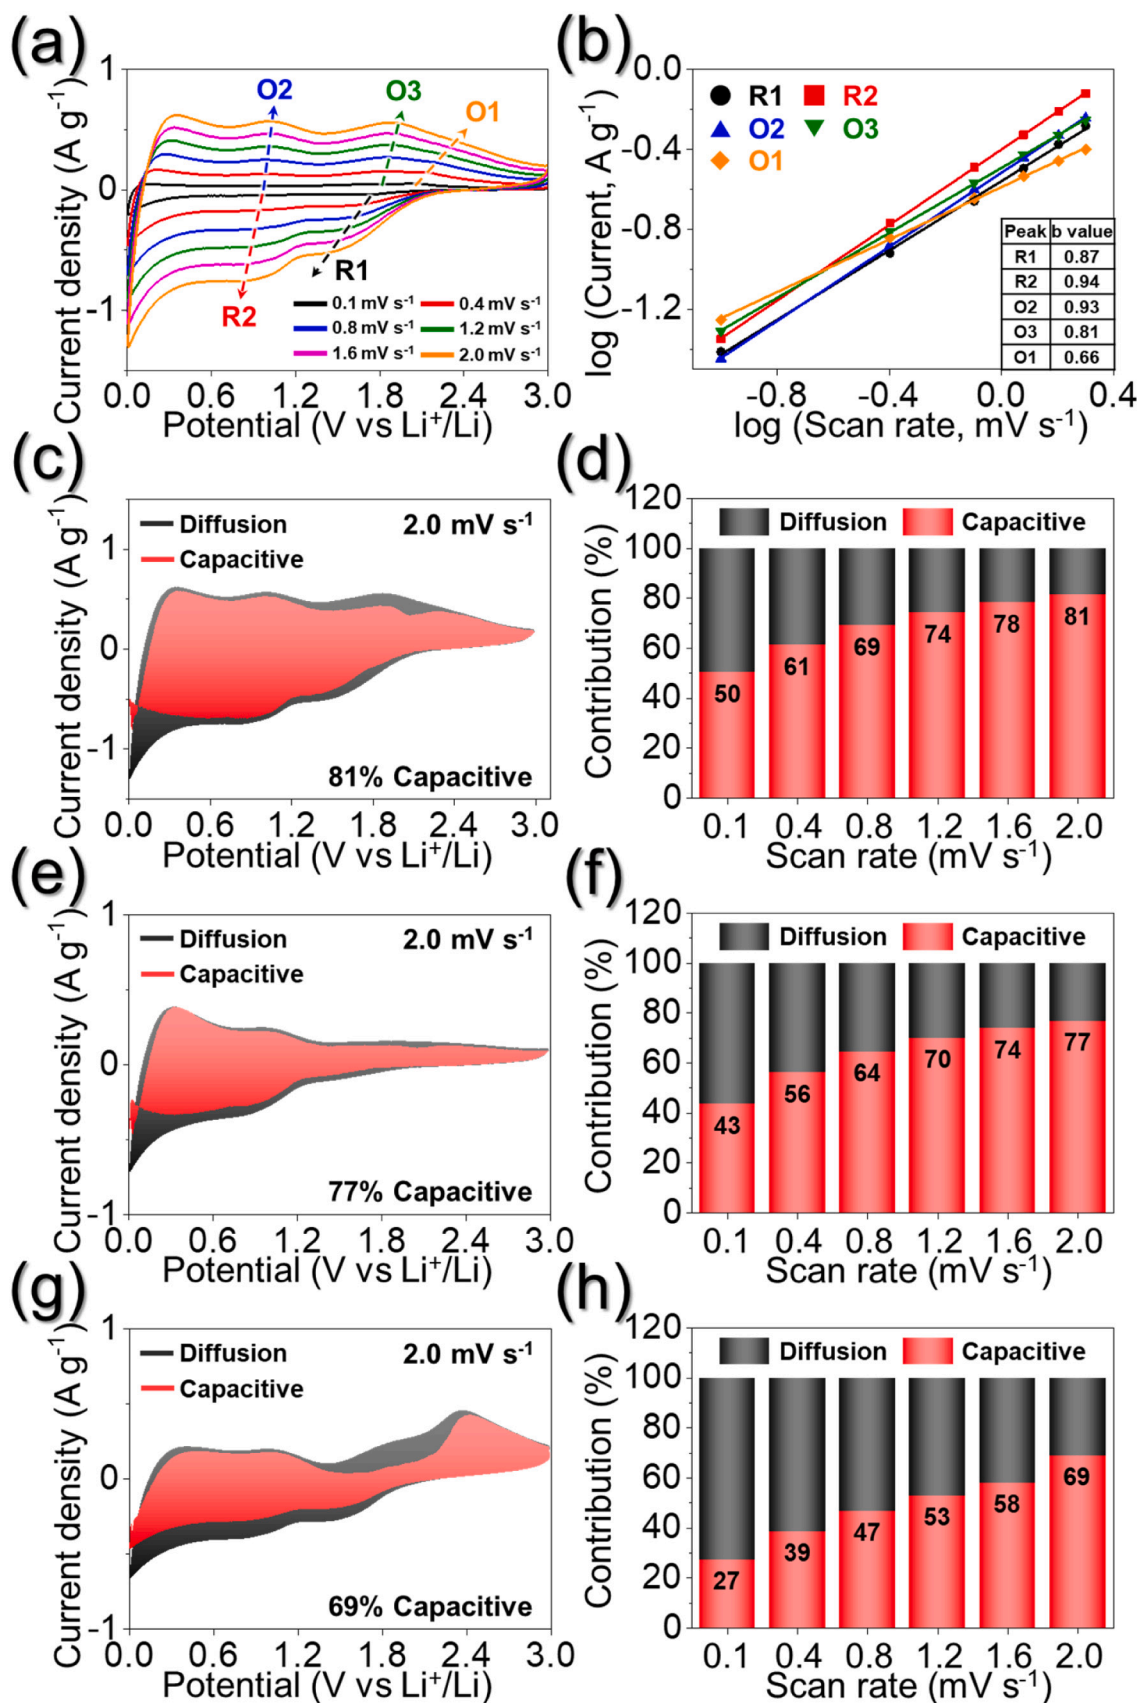 (a)
Current density (A g⁻¹)
1
0
-1
O2
O3
O1
R2
R1
0.1 mV s⁻¹
0.4 mV s⁻¹
0.8 mV s⁻¹
1.2 mV s⁻¹
1.6 mV s⁻¹
2.0 mV s⁻¹
0.0 0.6 1.2 1.8 2.4 3.0
Potential (V vs Li⁺/Li)
(b)
log (Current, A g⁻¹)
0.0
-0.4
-0.8
-1.2
R1 R2
O2 O3
O1
Peak b value
R1 0.87
R2 0.94
O2 0.93
O3 0.81
O1 0.66
-0.8 -0.4 0.0 0.4
log (Scan rate, mV s⁻¹)
(c)
Current density (A g⁻¹)
1
0
-1
Diffusion
Capacitive
2.0 mV s⁻¹
81% Capacitive
0.0 0.6 1.2 1.8 2.4 3.0
Potential (V vs Li⁺/Li)
(d)
Contribution (%)
120
100
80
60
40
20
0
Diffusion Capacitive
50 61 69 74 78 81
0.1 0.4 0.8 1.2 1.6 2.0
Scan rate (mV s⁻¹)
(e)
Current density (A g⁻¹)
1
0
-1
Diffusion
Capacitive
2.0 mV s⁻¹
77% Capacitive
0.0 0.6 1.2 1.8 2.4 3.0
Potential (V vs Li⁺/Li)
(f)
Contribution (%)
120
100
80
60
40
20
0
Diffusion Capacitive
43 56 64 70 74 77
0.1 0.4 0.8 1.2 1.6 2.0
Scan rate (mV s⁻¹)
(g)
Current density (A g⁻¹)
1
0
-1
Diffusion
Capacitive
2.0 mV s⁻¹
69% Capacitive
0.0 0.6 1.2 1.8 2.4 3.0
Potential (V vs Li⁺/Li)
(h)
Contribution (%)
120
100
80
60
40
20
0
Diffusion Capacitive
27 39 47 53 58 69
0.1 0.4 0.8 1.2 1.6 2.0
Scan rate (mV s⁻¹)